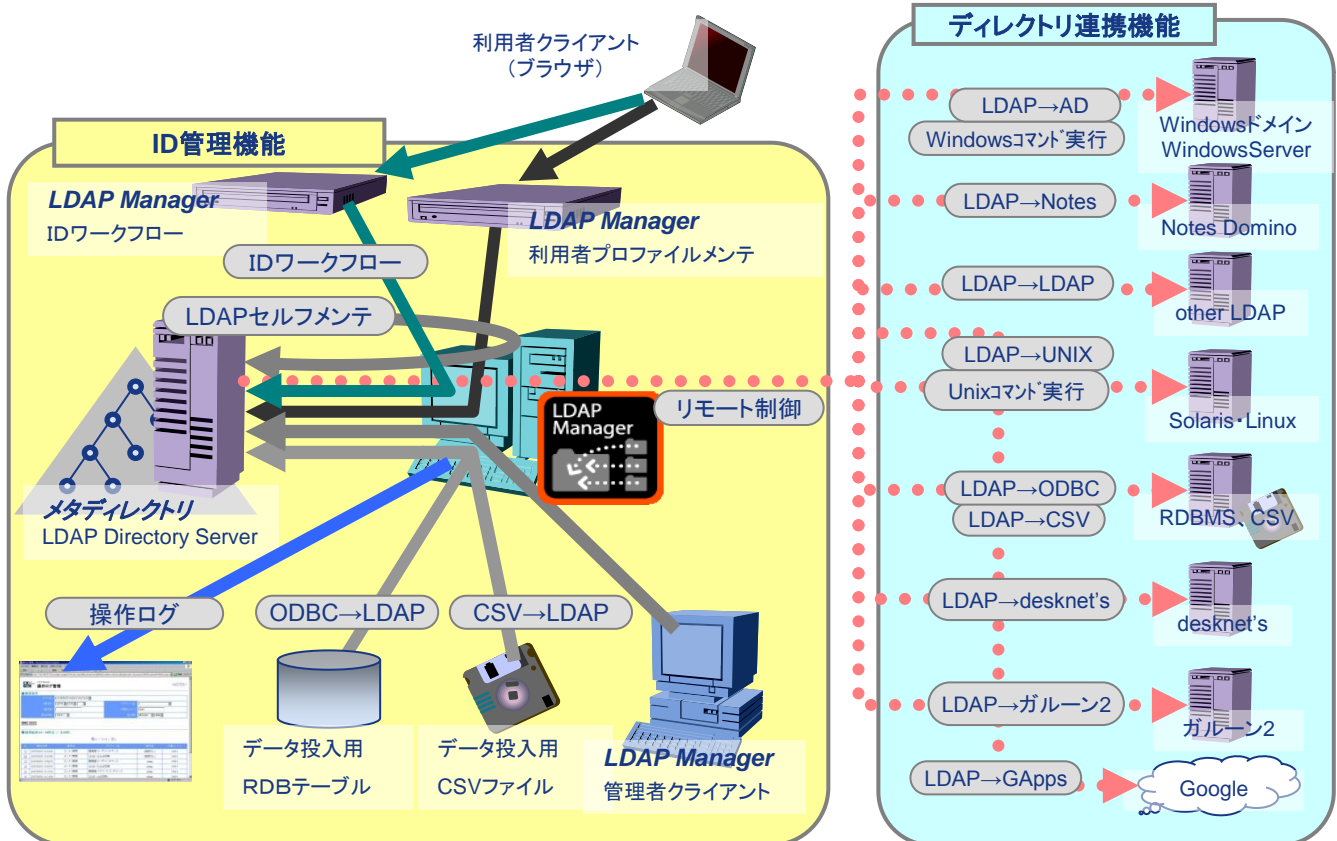 利用者クライアント
（ブラウザ）
ID管理機能
LDAP Manager
IDワークフロー
LDAP Manager
利用者プロファイルメンテ
IDワークフロー
LDAPセルフメンテ
LDAP
Manager
リモート制御
メタディレクトリ
LDAP Directory Server
操作ログ
ODBC→LDAP
CSV→LDAP
データ投入用
RDBテーブル
データ投入用
CSVファイル
LDAP Manager
管理者クライアント
ディレクトリ連携機能
LDAP→AD
Windowsｺﾏﾝﾄﾞ実行
Windowsドメイン
WindowsServer
LDAP→Notes
Notes Domino
LDAP→LDAP
other LDAP
LDAP→UNIX
Unixｺﾏﾝﾄﾞ実行
Solaris・Linux
LDAP→ODBC
LDAP→CSV
RDBMS、CSV
LDAP→desknet's
desknet's
LDAP→ガルーン2
ガルーン2
LDAP→GApps
Google